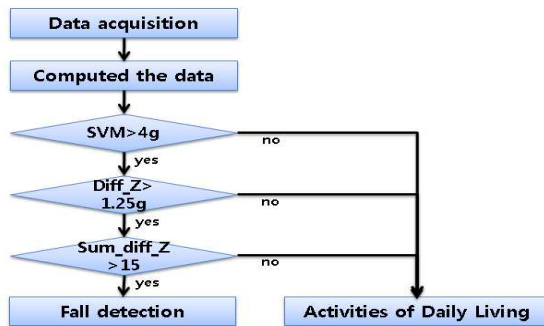 Data acquisition
Computed the data
SVM>4g
no
yes
Diff_Z>
1.25g
no
yes
Sum_diff_Z
>15
no
yes
Fall detection
Activities of Daily Living